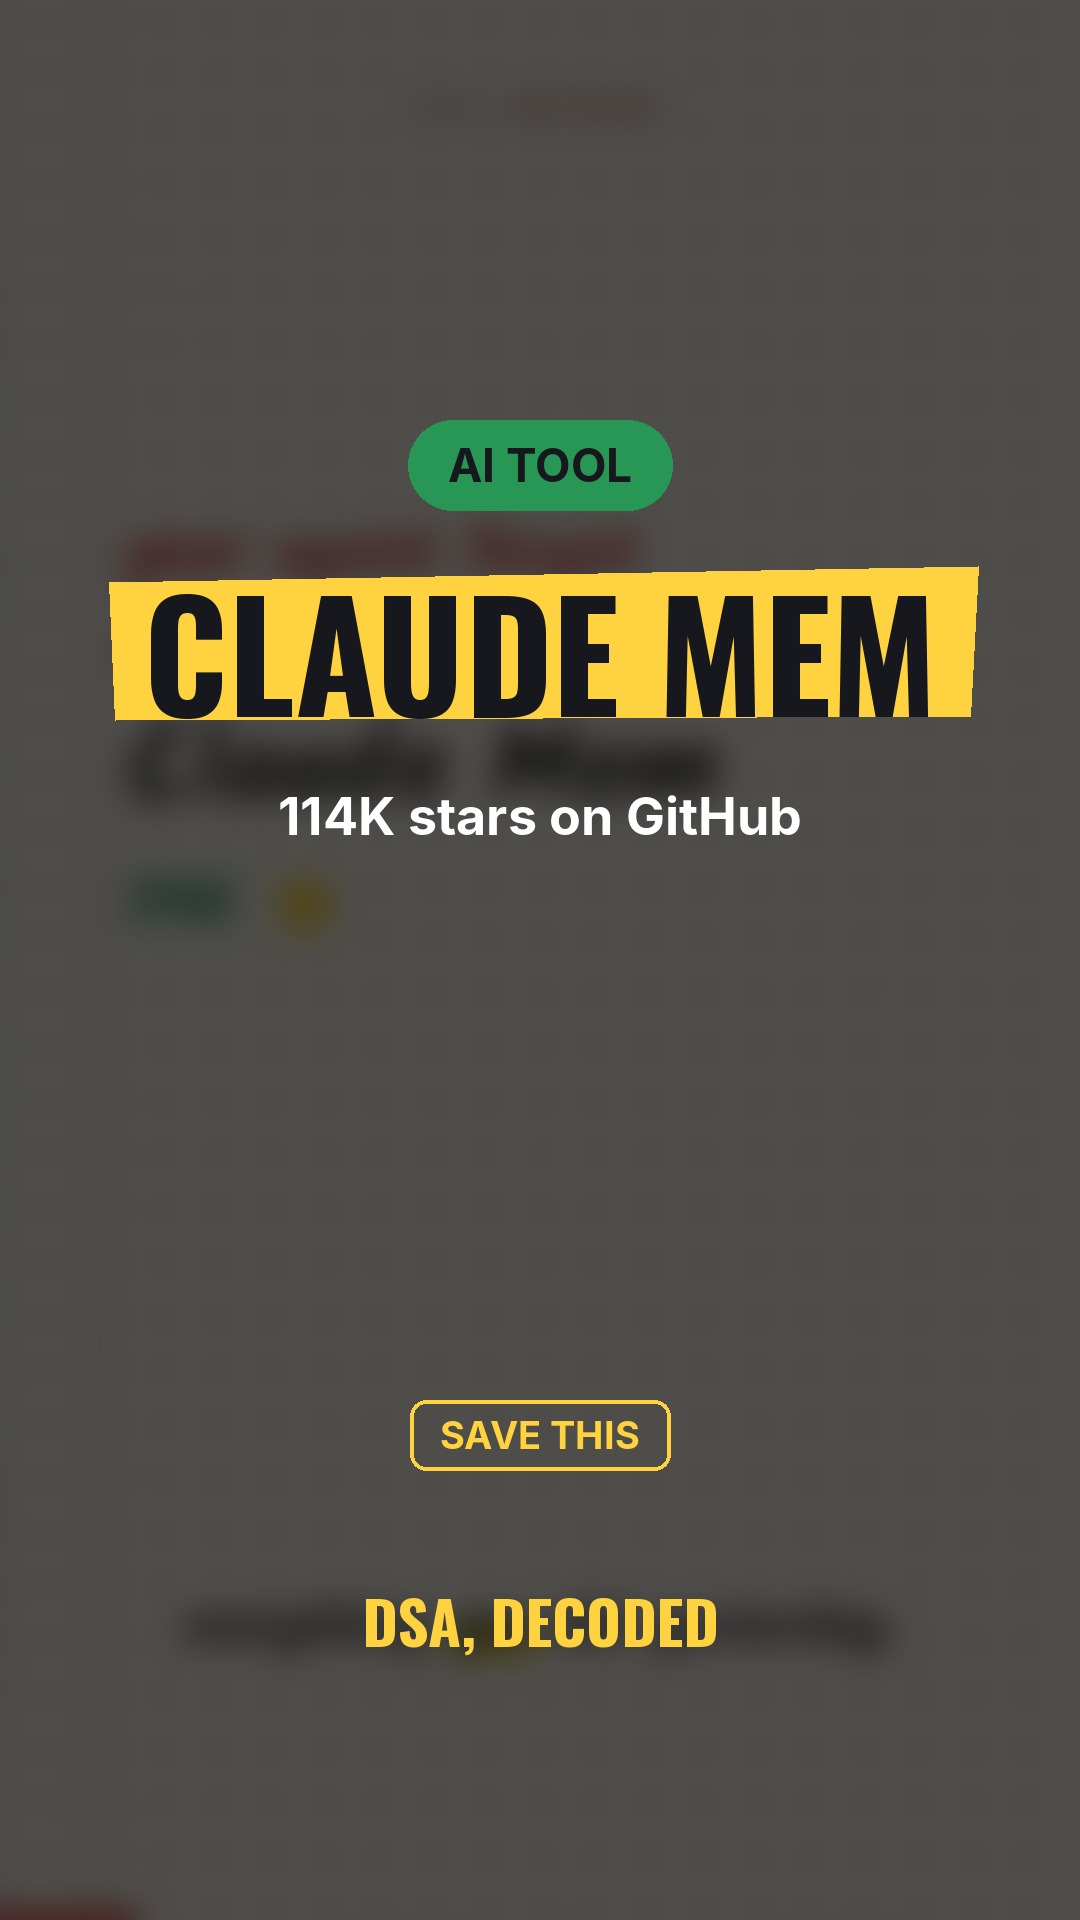 AI TOOL
CLAUDE MEM
114K stars on GitHub
SAVE THIS
DSA, DECODED